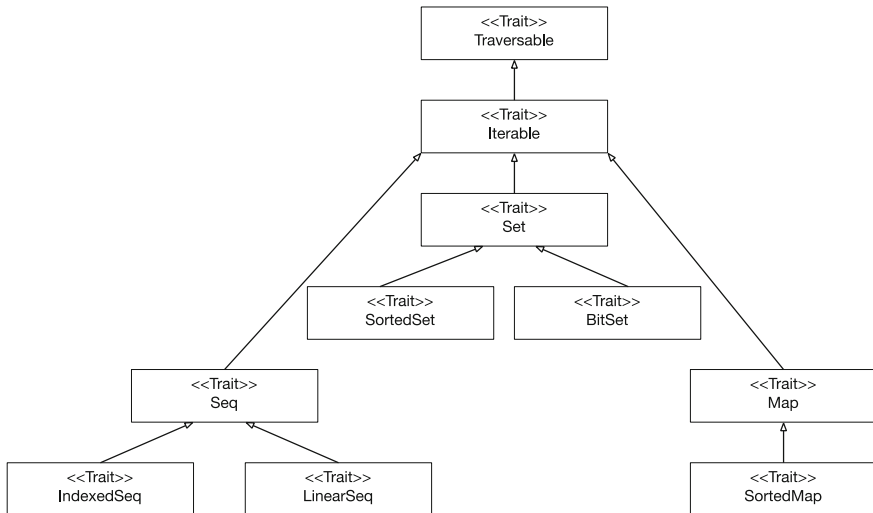 <<Trait>>
Traversable
<<Trait>>
Iterable
<<Trait>>
Set
<<Trait>>
SortedSet
<<Trait>>
BitSet
<<Trait>>
Seq
<<Trait>>
Map
<<Trait>>
IndexedSeq
<<Trait>>
LinearSeq
<<Trait>>
SortedMap